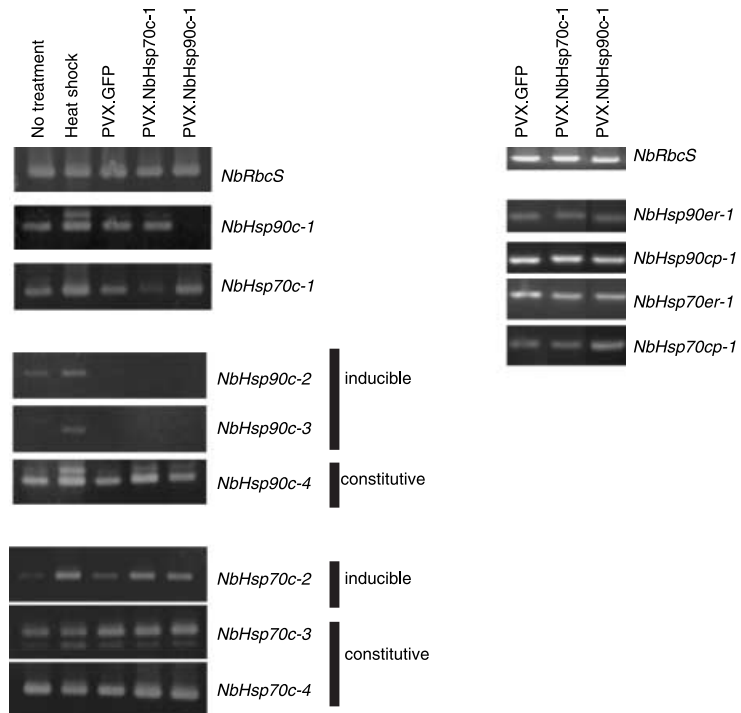 No treatment
Heat shock
PVX.GFP
PVX.NbHsp70c-1
PVX.NbHsp90c-1
NbRbcS
NbHsp90c-1
NbHsp70c-1
NbHsp90c-2
inducible
NbHsp90c-3
NbHsp90c-4
constitutive
NbHsp70c-2
inducible
NbHsp70c-3
constitutive
NbHsp70c-4
PVX.GFP
PVX.NbHsp70c-1
PVX.NbHsp90c-1
NbRbcS
NbHsp90er-1
NbHsp90cp-1
NbHsp70er-1
NbHsp70cp-1